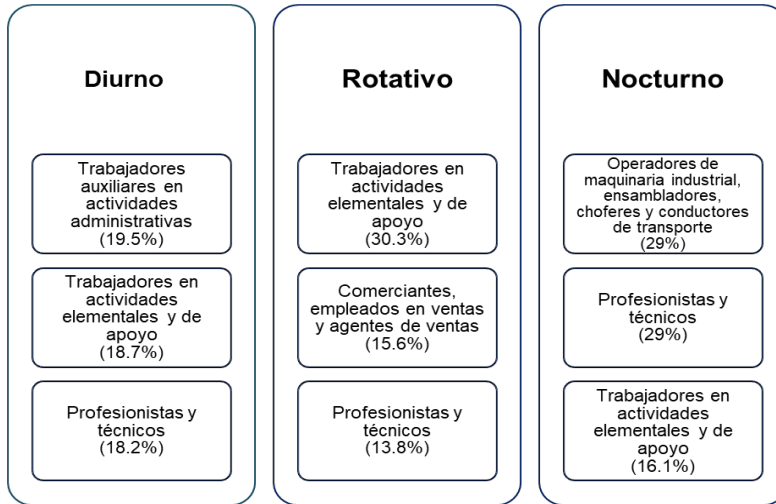 Diurno
Trabajadores
auxiliares en
actividades
administrativas
(19.5%)
Trabajadores en
actividades
elementales y de
apoyo
(18.7%)
Profesionistas y
técnicos
(18.2%)
Rotativo
Trabajadores en
actividades
elementales y de
apoyo
(30.3%)
Comerciantes,
empleados en ventas
y agentes de ventas
(15.6%)
Profesionistas y
técnicos
(13.8%)
Nocturno
Operadores de
maquinaria industrial,
ensambladores,
choferes y conductores
de transporte
(29%)
Profesionistas y
técnicos
(29%)
Trabajadores en
actividades
elementales y de
apoyo
(16.1%)